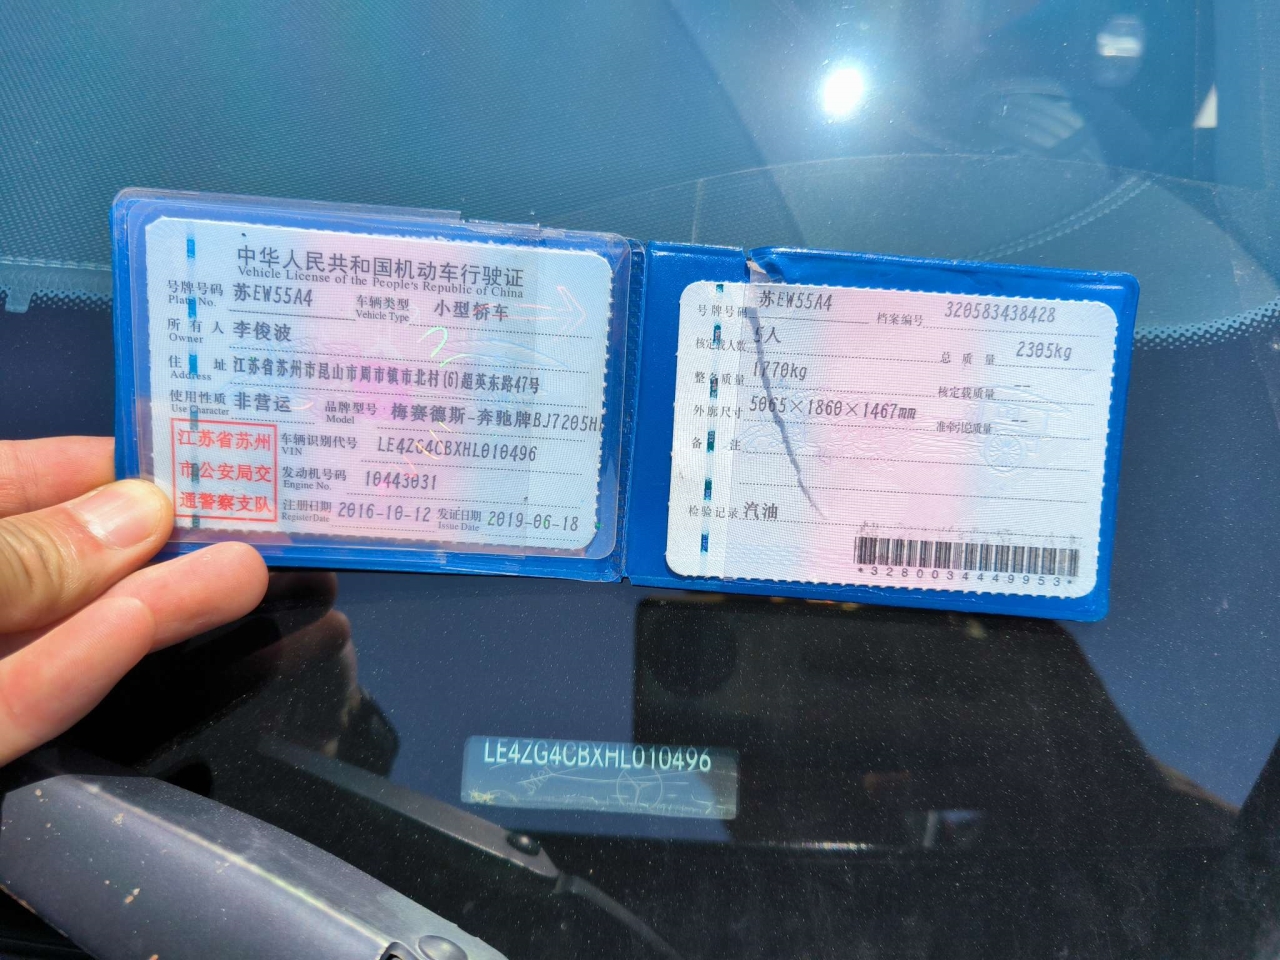 中华人民共和国机动车行驶证
Vehicle License of the People's Republic of China
号牌号码 苏EW55A4 车辆类型 小型轿车
Plate No. Vehicle Type
所有人 李俊波
Owner
住址 江苏省苏州市昆山市周市镇市北村(6)超英东路47号
Address
使用性质 非营运 品牌型号 梅赛德斯-奔驰牌BJ7205H
Use Character Model
江苏省苏州
市公安局交
通警察支队
车辆识别代号 LE4ZG4CBXHL010496
VIN
发动机号码 10443031
Engine No.
注册日期 2016-10-12 发证日期 2019-06-18
Register Date Issue Date
号牌号码 苏EW55A4 档案编号 320583438428
核定载人数 5人 总质量 2305kg
整备质量 1770kg 核定载质量 --
外廓尺寸 5065×1860×1467mm 准牵引总质量 --
备注
检验记录 汽油
*3280034449953*
LE4ZG4CBXHL010496